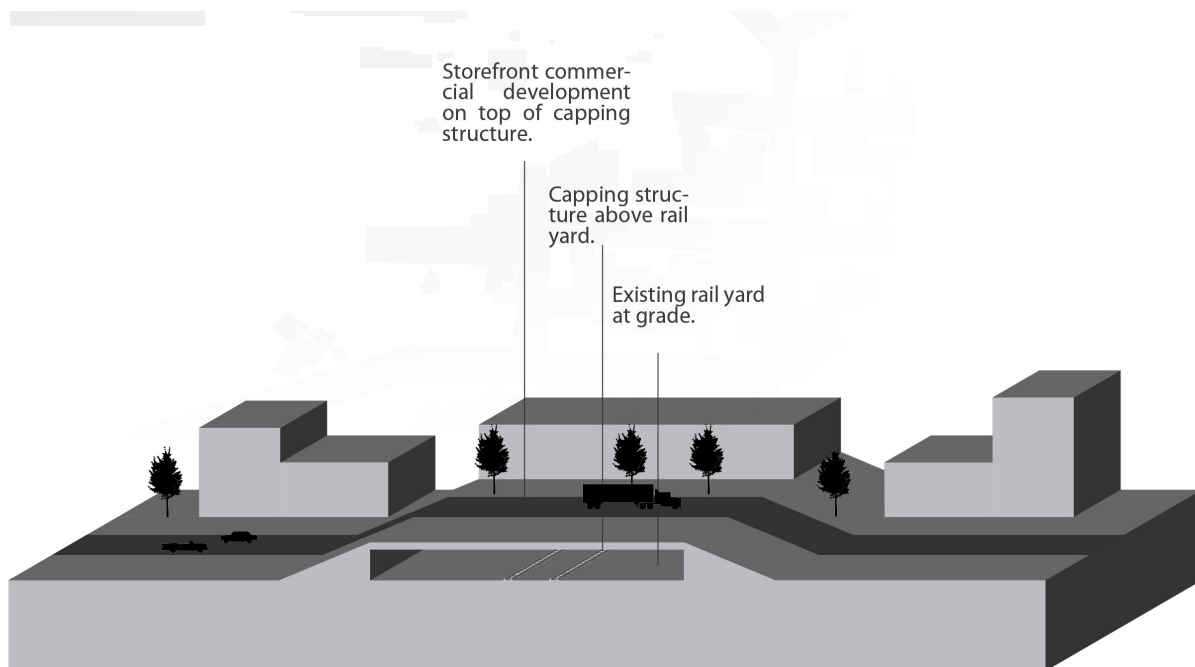 Storefront commer-
cial development
on top of capping
structure.
Capping struc-
ture above rail
yard.
Existing rail yard
at grade.